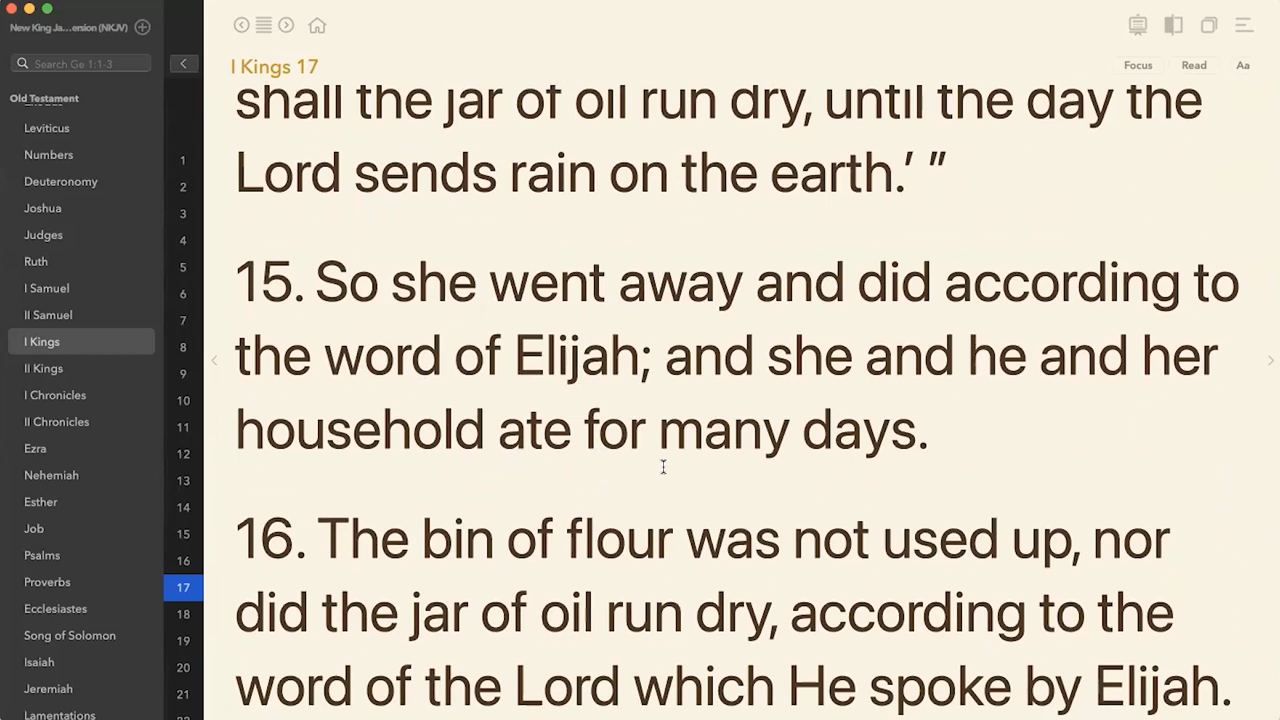 New King Ja...ersion (NKJV)
Search Ge 1:1-3
Old Testament
Leviticus
Numbers
Deuteronomy
Joshua
Judges
Ruth
I Samuel
II Samuel
I Kings
II Kings
I Chronicles
II Chronicles
Ezra
Nehemiah
Esther
Job
Psalms
Proverbs
Ecclesiastes
Song of Solomon
Isaiah
Jeremiah
Lamentations
1
2
3
4
5
6
7
8
9
10
11
12
13
14
15
16
17
18
19
20
21
I Kings 17
Focus
Read
Aa
shall the jar of oil run dry, until the day the
Lord sends rain on the earth.’ ”
15. So she went away and did according to
the word of Elijah; and she and he and her
household ate for many days.
16. The bin of flour was not used up, nor
did the jar of oil run dry, according to the
word of the Lord which He spoke by Elijah.